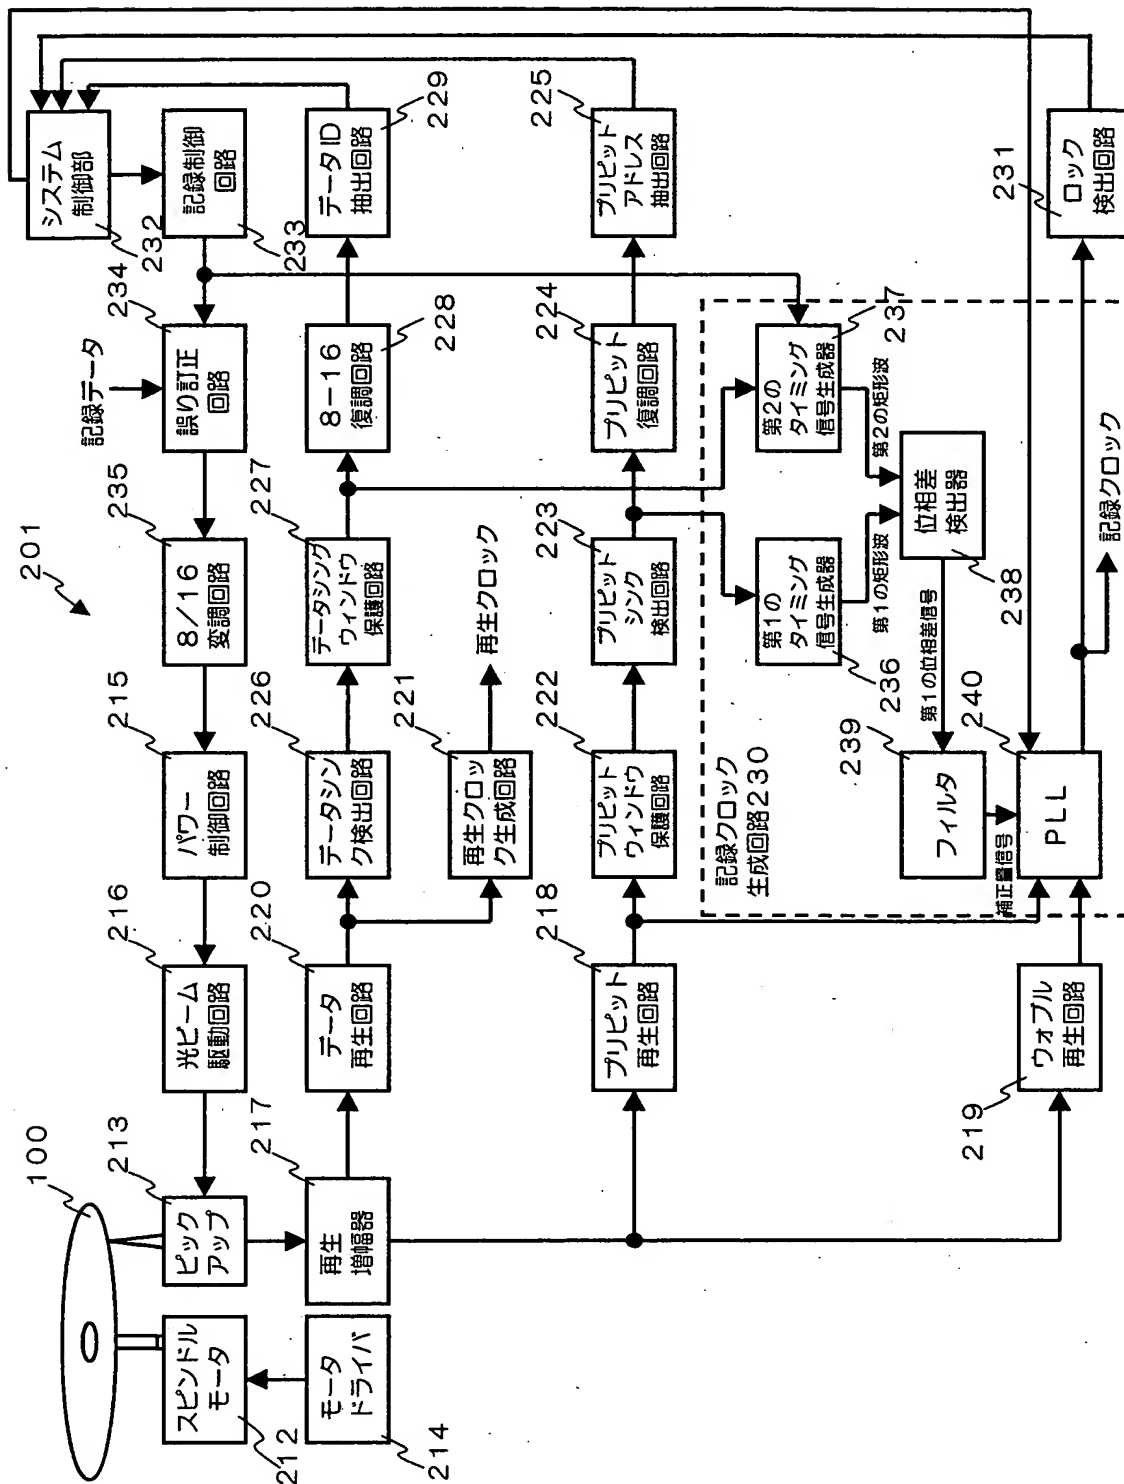 201
100
スピンドル
モータ
212
モータ
ドライバ
214
ピック
アップ
213
再生
増幅器
217
光ビーム
駆動回路
216
パワー
制御回路
215
8/16
変調回路
235
誤り訂正
回路
234
記録データ
記録制御
回路
233
システム
制御部
232
データ
再生回路
220
データシン
ク検出回路
226
データシンク
ウィンドウ
保護回路
227
8-16
復調回路
228
データID
抽出回路
229
再生クロッ
ク生成回路
221
再生クロック
プリピット
再生回路
218
プリピット
ウィンドウ
保護回路
222
プリピット
シンク
検出回路
223
プリピット
復調回路
224
プリピット
アドレス
抽出回路
225
記録クロック
生成回路230
第1の
タイミング
信号生成器
236
第2の
タイミング
信号生成器
237
第1の矩形波
第2の矩形波
位相差
検出器
238
第1の位相差信号
フィルタ
239
補正量信号
PLL
240
ウォブル
再生回路
219
ロック
検出回路
231
記録クロック